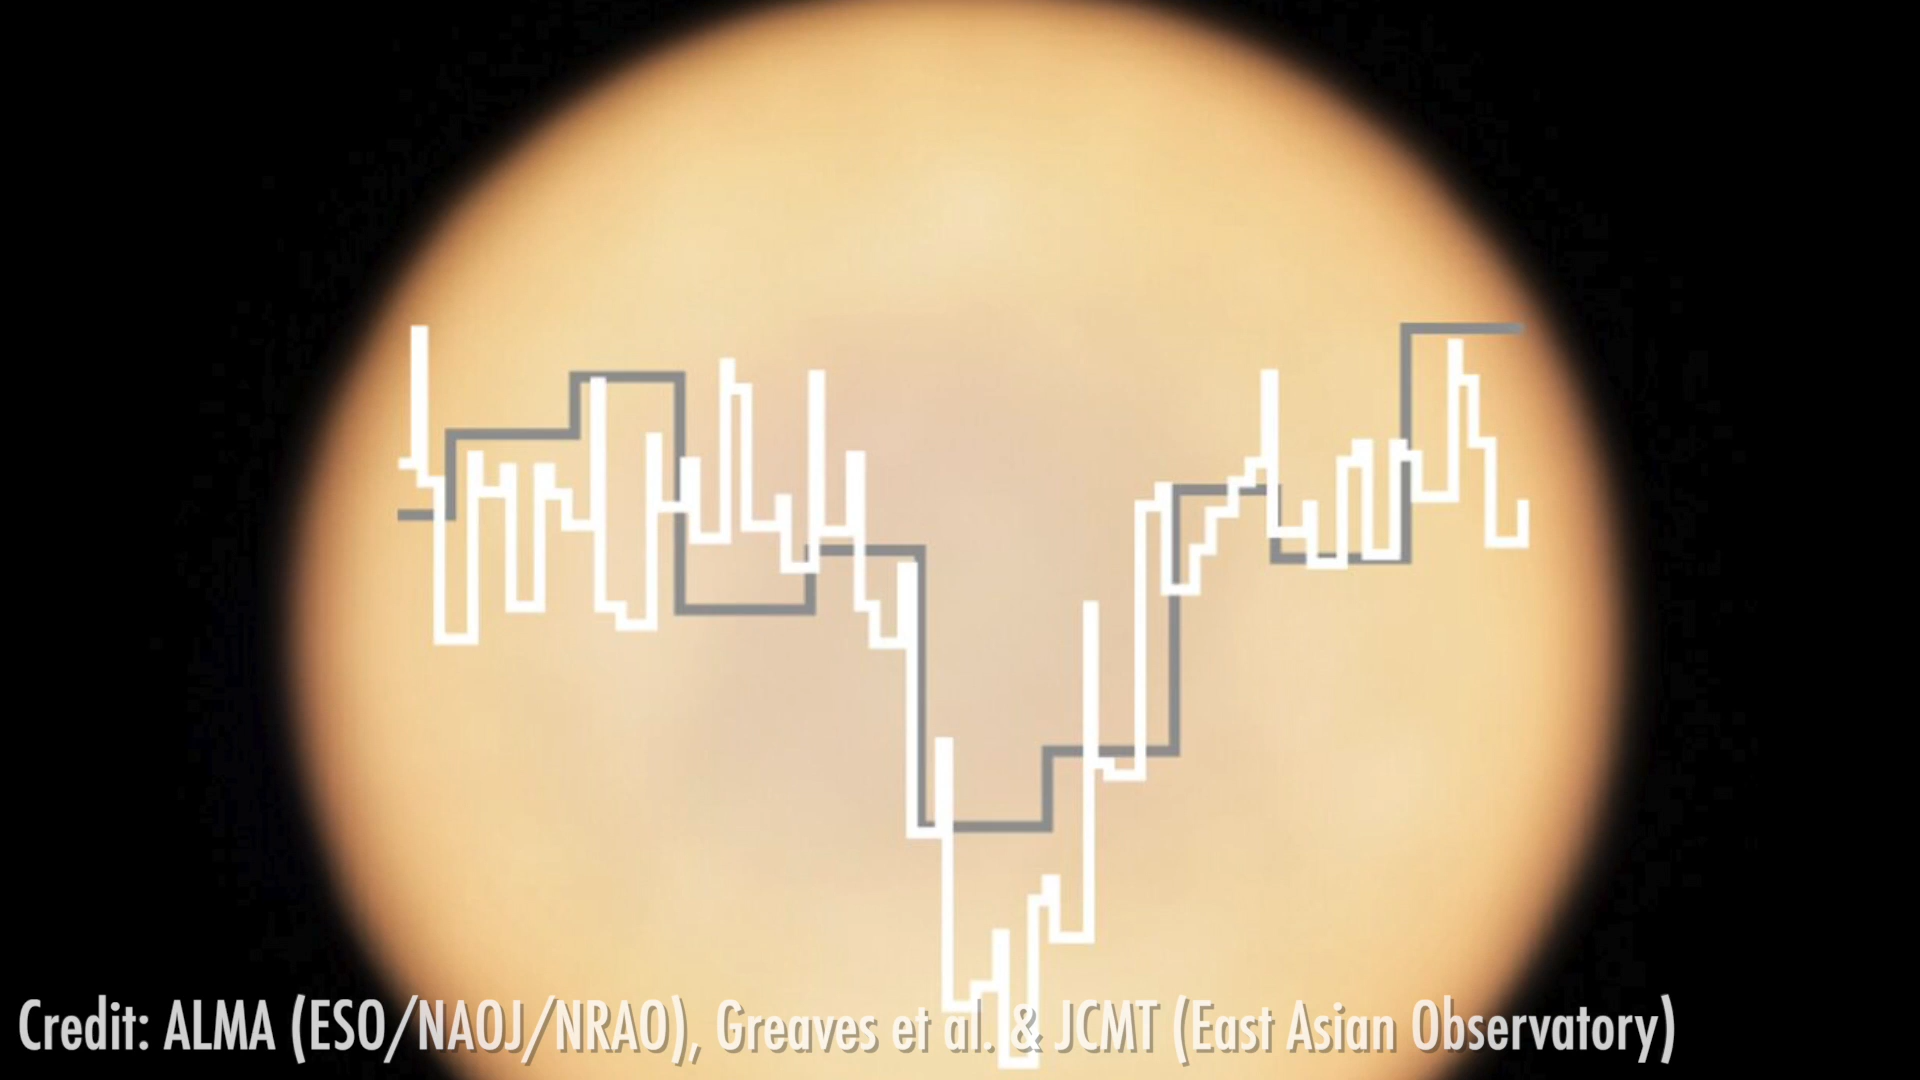 Credit: ALMA (ESO/NAOJ/NRAO), Greaves et al. & JCMT (East Asian Observatory)